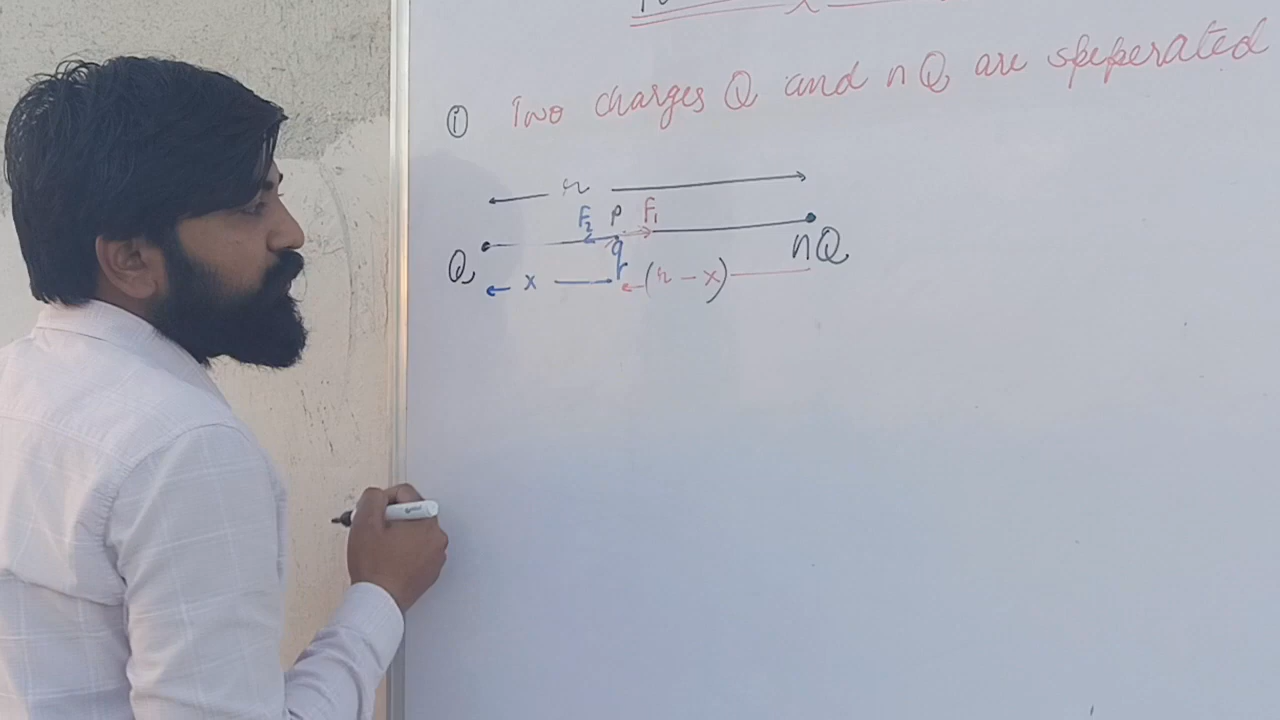 ① Two charges Q and nQ are speperated
r
F₂ P F₁
Q q nQ
x (r - x)